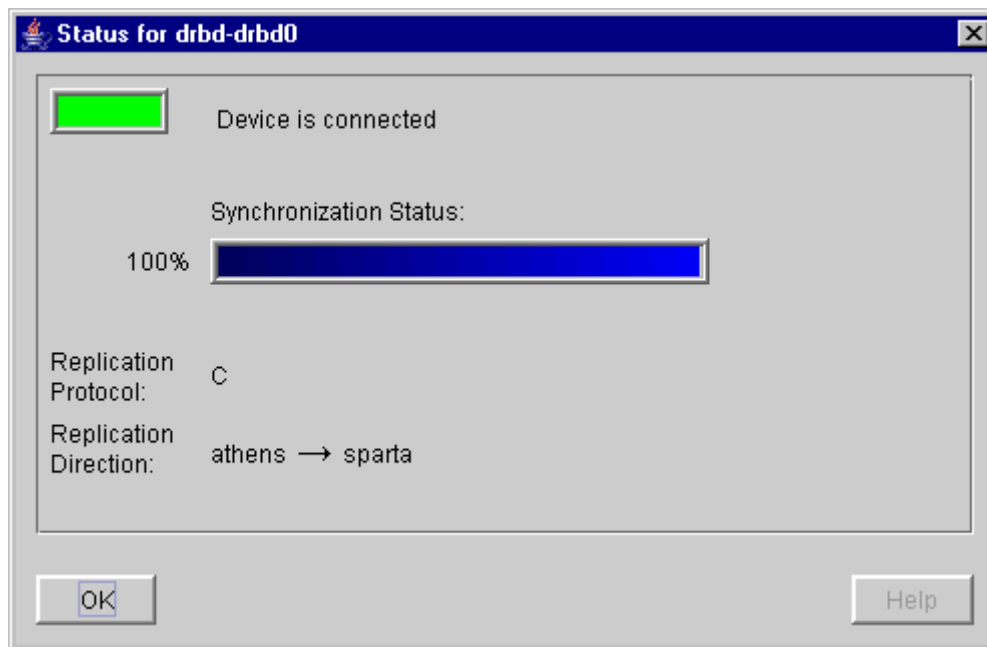 Status for drbd-drbd0
Device is connected
Synchronization Status:
100%
Replication
Protocol:
C
Replication
Direction:
athens → sparta
OK
Help